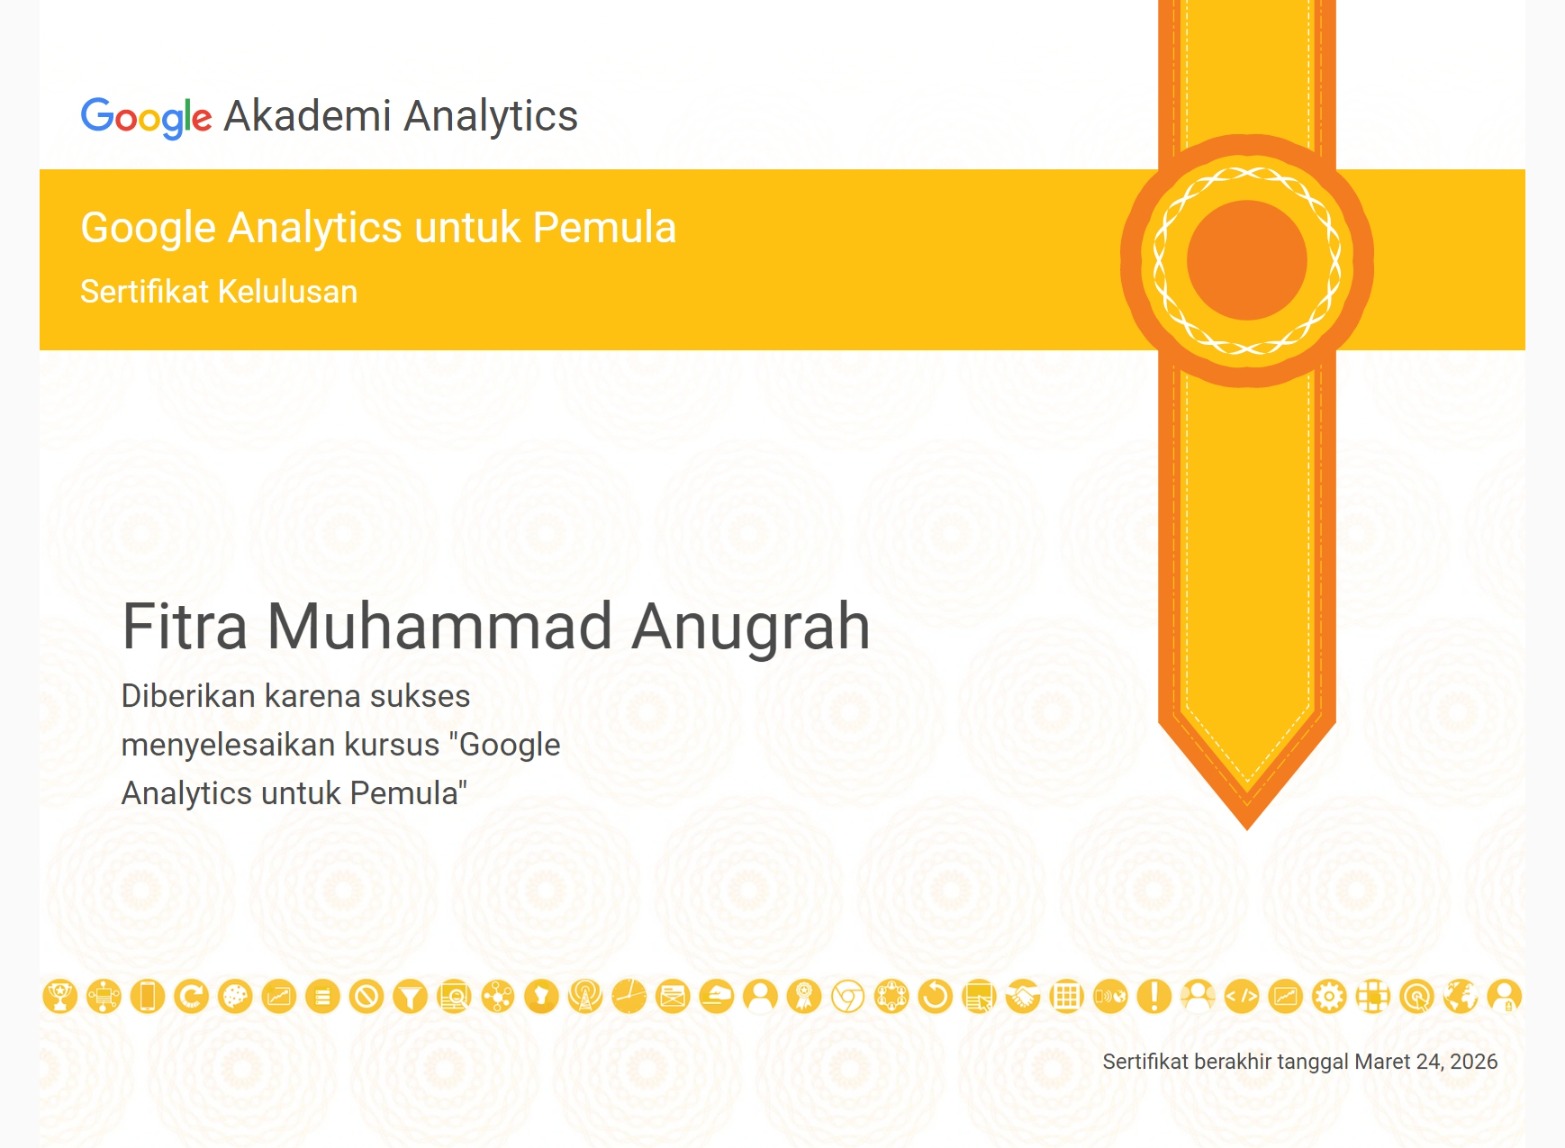 Google Akademi Analytics
Google Analytics untuk Pemula
Sertifikat Kelulusan
Fitra Muhammad Anugrah
Diberikan karena sukses
menyelesaikan kursus "Google
Analytics untuk Pemula"
Sertifikat berakhir tanggal Maret 24, 2026